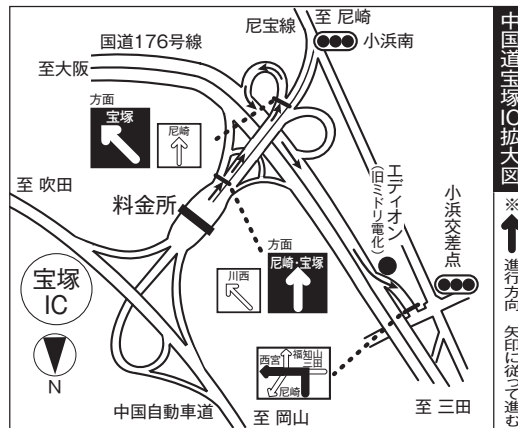 中国道宝塚IC拡大図
※↑進行方向 矢印に従って進む
至 尼崎
尼宝線
小浜南
国道176号線
至大阪
方面
宝塚
尼崎
至 吹田
料金所
エディオン
(旧ミドリ電化)
小浜交差点
方面
尼崎・宝塚
川西
宝塚
IC
N
西宮
福知山
三田
尼崎
中国自動車道
至 岡山
至 三田